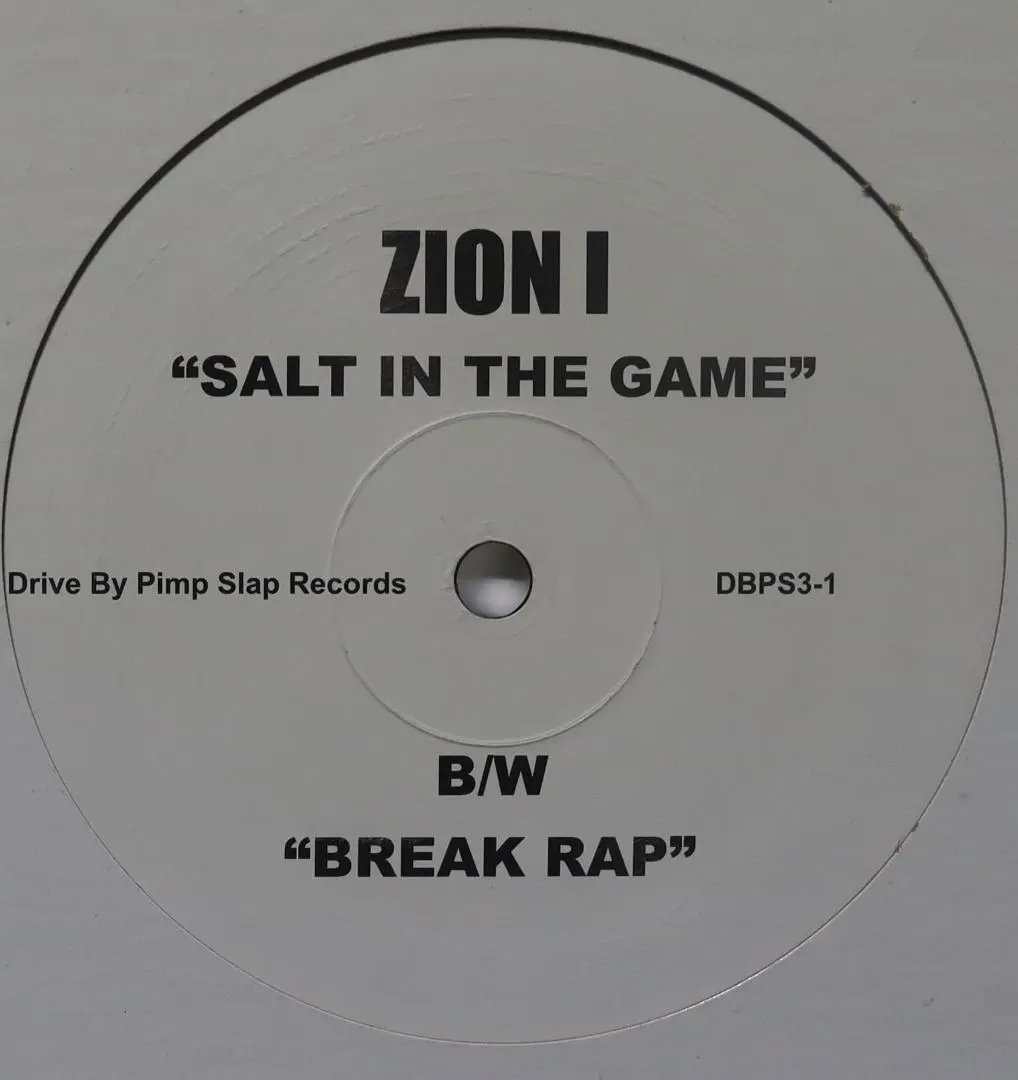 ZION I
“SALT IN THE GAME”
Drive By Pimp Slap Records
DBPS3-1
B/W
“BREAK RAP”